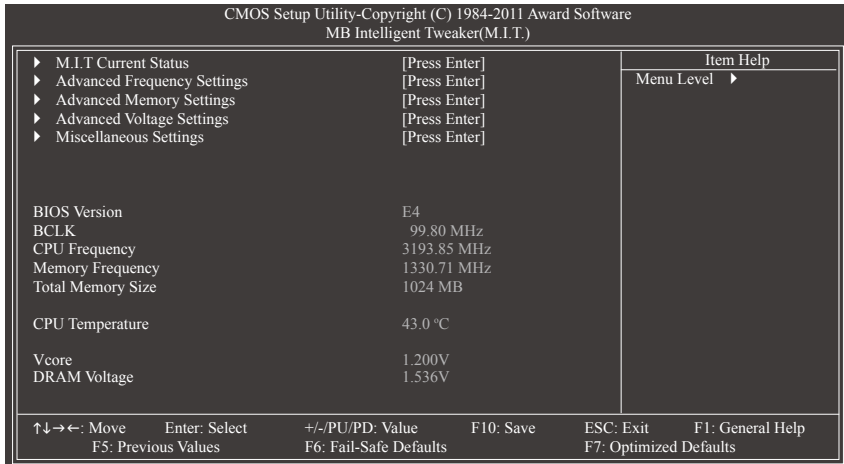 CMOS Setup Utility-Copyright (C) 1984-2011 Award Software
MB Intelligent Tweaker(M.I.T.)
▶ M.I.T Current Status [Press Enter]
▶ Advanced Frequency Settings [Press Enter]
▶ Advanced Memory Settings [Press Enter]
▶ Advanced Voltage Settings [Press Enter]
▶ Miscellaneous Settings [Press Enter]
Item Help
Menu Level ▶
BIOS Version E4
BCLK 99.80 MHz
CPU Frequency 3193.85 MHz
Memory Frequency 1330.71 MHz
Total Memory Size 1024 MB
CPU Temperature 43.0 °C
Vcore 1.200V
DRAM Voltage 1.536V
↑↓→←: Move Enter: Select +/-/PU/PD: Value F10: Save ESC: Exit F1: General Help
F5: Previous Values F6: Fail-Safe Defaults F7: Optimized Defaults